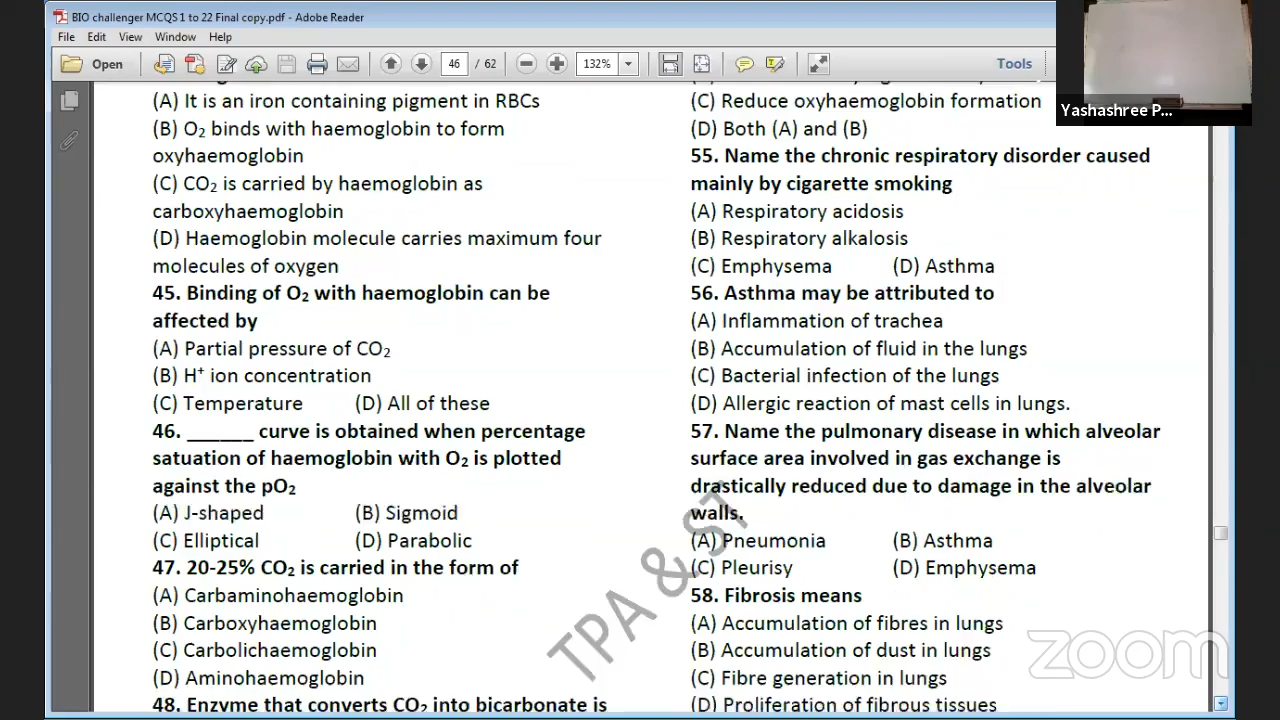 BIO challenger MCQS 1 to 22 Final copy.pdf - Adobe Reader
File Edit View Window Help
Open 46 / 62 132% Tools
Yashashree P...
(A) It is an iron containing pigment in RBCs
(B) O₂ binds with haemoglobin to form
oxyhaemoglobin
(C) CO₂ is carried by haemoglobin as
carboxyhaemoglobin
(D) Haemoglobin molecule carries maximum four
molecules of oxygen
45. Binding of O₂ with haemoglobin can be
affected by
(A) Partial pressure of CO₂
(B) H⁺ ion concentration
(C) Temperature (D) All of these
46. ______ curve is obtained when percentage
satuation of haemoglobin with O₂ is plotted
against the pO₂
(A) J-shaped (B) Sigmoid
(C) Elliptical (D) Parabolic
47. 20-25% CO₂ is carried in the form of
(A) Carbaminohaemoglobin
(B) Carboxyhaemoglobin
(C) Carbolichaemoglobin
(D) Aminohaemoglobin
48. Enzyme that converts CO₂ into bicarbonate is
(C) Reduce oxyhaemoglobin formation
(D) Both (A) and (B)
55. Name the chronic respiratory disorder caused
mainly by cigarette smoking
(A) Respiratory acidosis
(B) Respiratory alkalosis
(C) Emphysema (D) Asthma
56. Asthma may be attributed to
(A) Inflammation of trachea
(B) Accumulation of fluid in the lungs
(C) Bacterial infection of the lungs
(D) Allergic reaction of mast cells in lungs.
57. Name the pulmonary disease in which alveolar
surface area involved in gas exchange is
drastically reduced due to damage in the alveolar
walls.
(A) Pneumonia (B) Asthma
(C) Pleurisy (D) Emphysema
58. Fibrosis means
(A) Accumulation of fibres in lungs
(B) Accumulation of dust in lungs
(C) Fibre generation in lungs
(D) Proliferation of fibrous tissues
TPA & ST
zoom